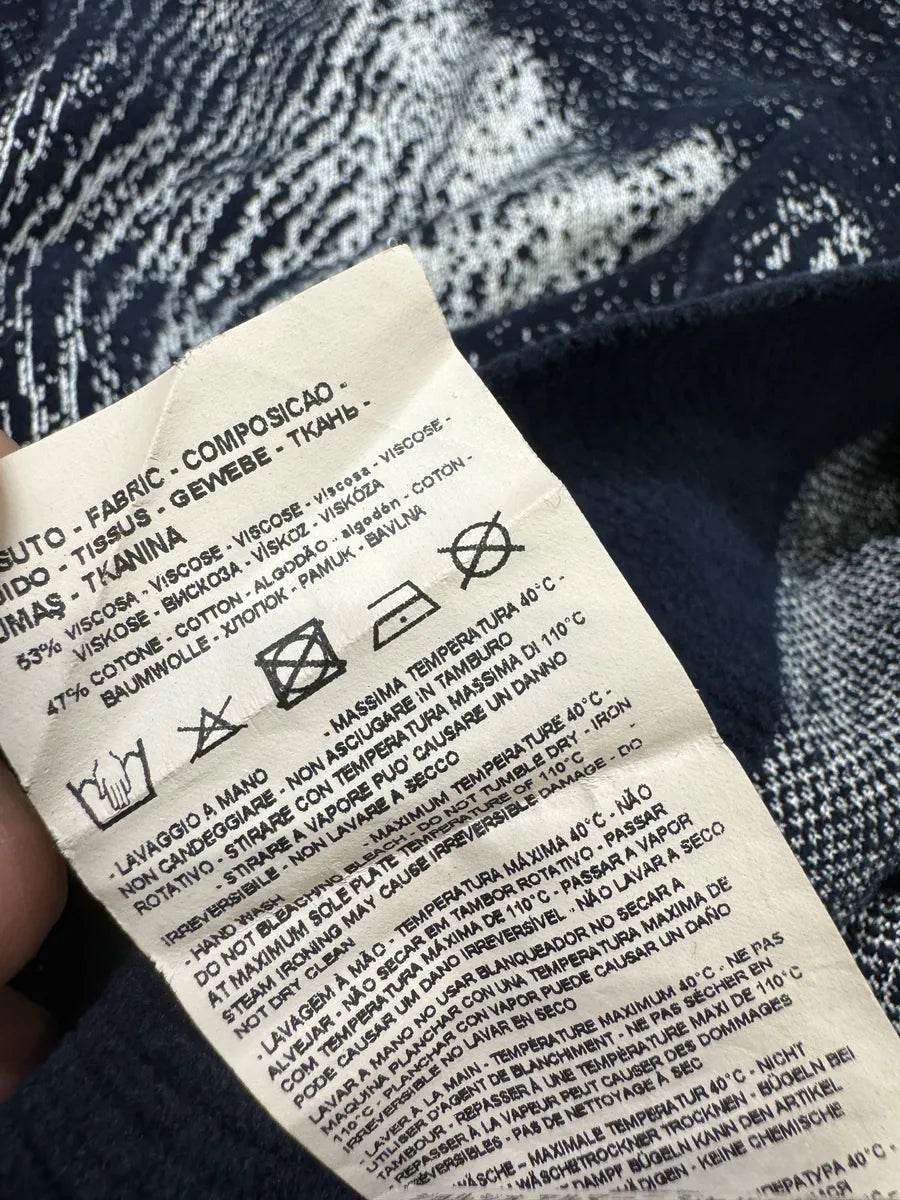 SUTO - FABRIC - COMPOSICAO -
DIDO - TISSUS - GEWEBE - ТКАНЬ -
UMAŞ - TKANINA
53% VISCOSA - VISCOSE - VISCOSE - viscosa - VISCOSE -
VISKOSE - ВИСКОЗА - VİSKOZ - VISKÓZA
47% COTONE - COTTON - ALGODÃO - algodón - COTON -
BAUMWOLLE - ХЛОПОК - PAMUK - BAVLNA
- LAVAGGIO A MANO - MASSIMA TEMPERATURA 40°C -
NON CANDEGGIARE - NON ASCIUGARE IN TAMBURO
ROTATIVO - STIRARE CON TEMPERATURA MASSIMA DI 110°C
- STIRARE A VAPORE PUO' CAUSARE UN DANNO
IRREVERSIBILE - NON LAVARE A SECCO
- HAND WASH - MAXIMUM TEMPERATURE 40°C -
DO NOT BLEACHING BLEACH - DO NOT TUMBLE DRY - IRON
AT MAXIMUM SOLE PLATE TEMPERATURE OF 110°C
STEAM IRONING MAY CAUSE IRREVERSIBLE DAMAGE - DO
NOT DRY CLEAN
- LAVAGEM À MÃO - TEMPERATURA MÁXIMA 40°C - NÃO
ALVEJAR - NÃO SECAR EM TAMBOR ROTATIVO - PASSAR
COM TEMPERATURA MÁXIMA DE 110°C - PASSAR A VAPOR
PODE CAUSAR UM DANO IRREVERSÍVEL - NÃO LAVAR A SECO
LAVAR A MANO NO USAR BLANQUEADOR NO SECAR A
MAQUINA PLANCHAR CON UNA TEMPERATURA MAXIMA DE
110°C - PLANCHAR CON VAPOR PUEDE CAUSAR UN DAÑO
IRREVERSIBLE NO LAVAR EN SECO
- LAVER A LA MAIN - TEMPÉRATURE MAXIMUM 40°C - NE PAS
UTILISER D'AGENT DE BLANCHIMENT - NE PAS SÉCHER EN
TAMBOUR - REPASSER À UNE TEMPÉRATURE MAXI DE 110°C
REPASSER À LA VAPEUR PEUT CAUSER DES DOMMAGES
IRREVERSIBLES - PAS DE NETTOYAGE À SEC
WÄSCHE - MAXIMALE TEMPERATUR 40°C - NICHT
WÄSCHETROCKNER TROCKNEN - BÜGELN BEI
DAMPF BÜGELN KANN DEN ARTIKEL
KEINE CHEMISCHE
40°C -